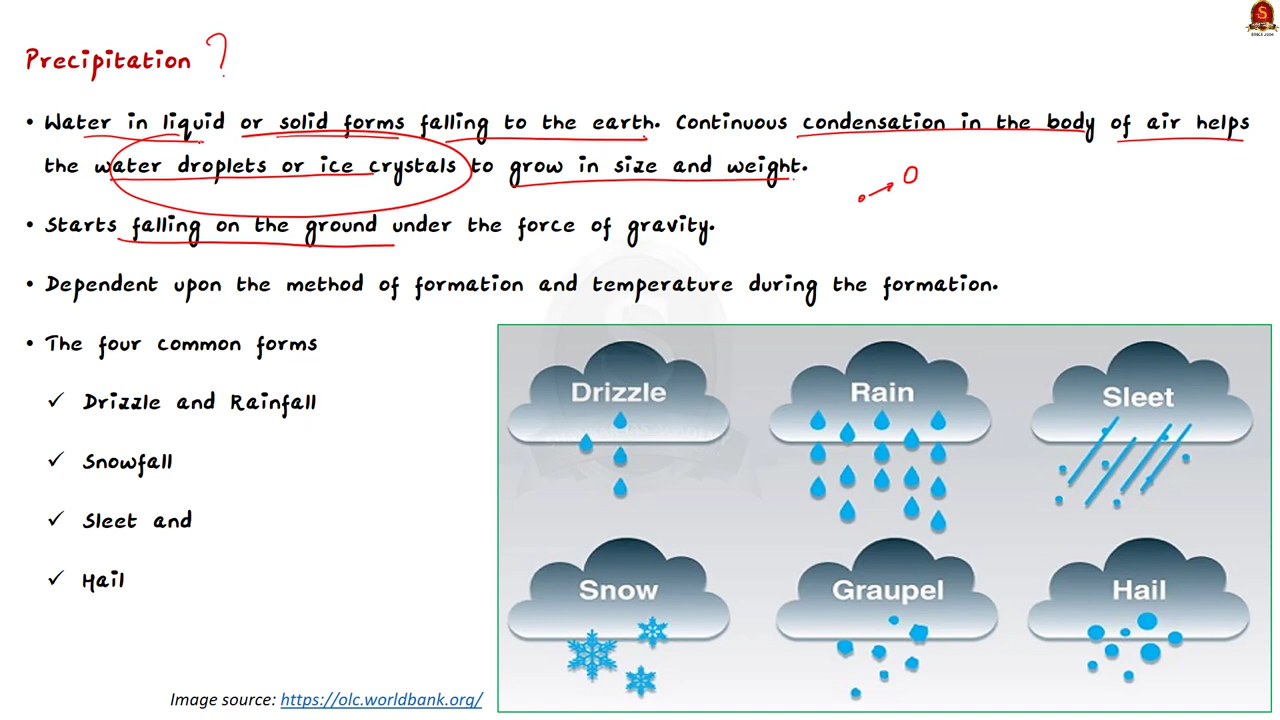 Precipitation ?
• Water in liquid or solid forms falling to the earth. Continuous condensation in the body of air helps
the water droplets or ice crystals to grow in size and weight.
• Starts falling on the ground under the force of gravity.
• Dependent upon the method of formation and temperature during the formation.
• The four common forms
✓ Drizzle and Rainfall
✓ Snowfall
✓ Sleet and
✓ Hail
Drizzle Rain Sleet
Snow Graupel Hail
Image source: https://olc.worldbank.org/